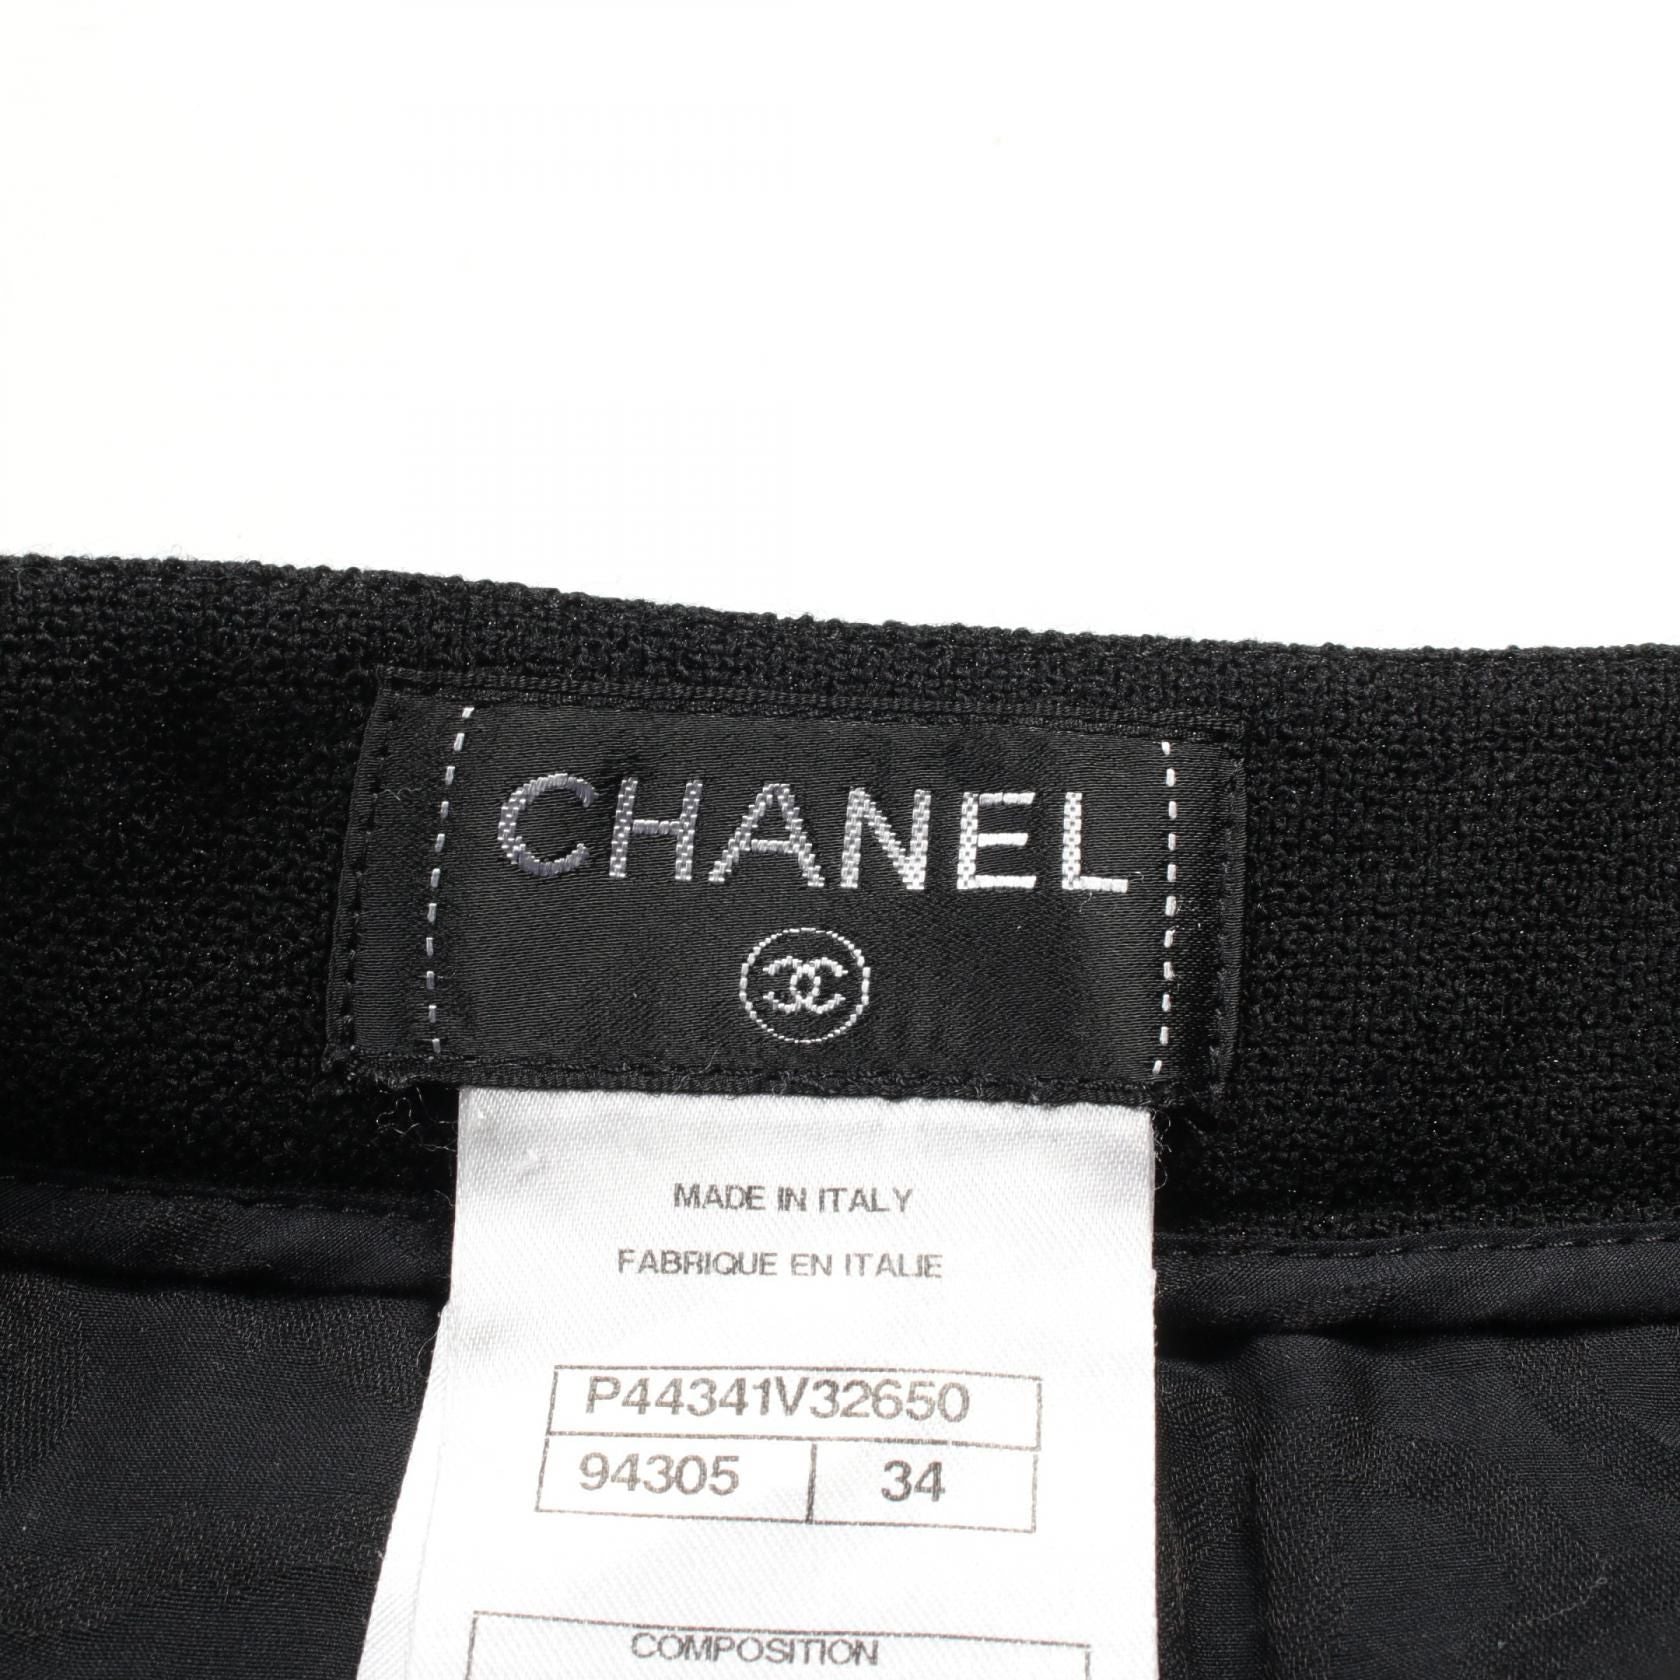 CHANEL
MADE IN ITALY
FABRIQUE EN ITALIE
P44341V32650
94305 34
COMPOSITION